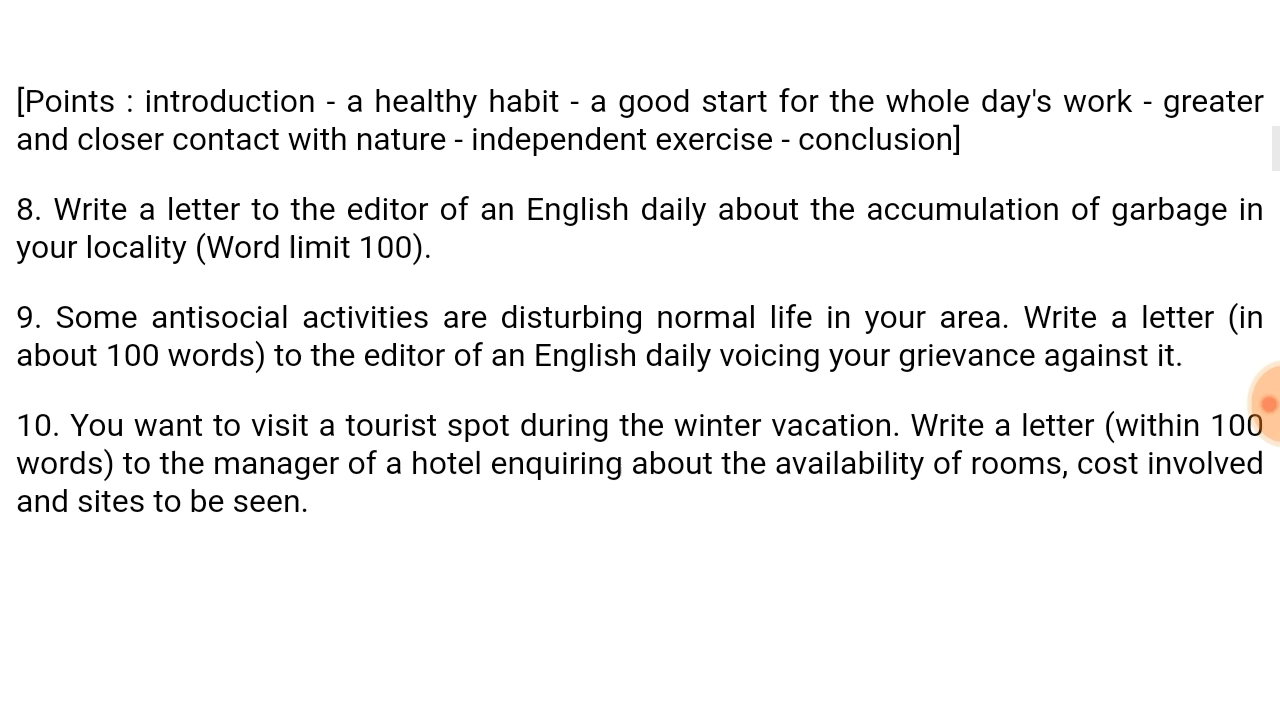 [Points : introduction - a healthy habit - a good start for the whole day's work - greater
and closer contact with nature - independent exercise - conclusion]
8. Write a letter to the editor of an English daily about the accumulation of garbage in
your locality (Word limit 100).
9. Some antisocial activities are disturbing normal life in your area. Write a letter (in
about 100 words) to the editor of an English daily voicing your grievance against it.
10. You want to visit a tourist spot during the winter vacation. Write a letter (within 100
words) to the manager of a hotel enquiring about the availability of rooms, cost involved
and sites to be seen.